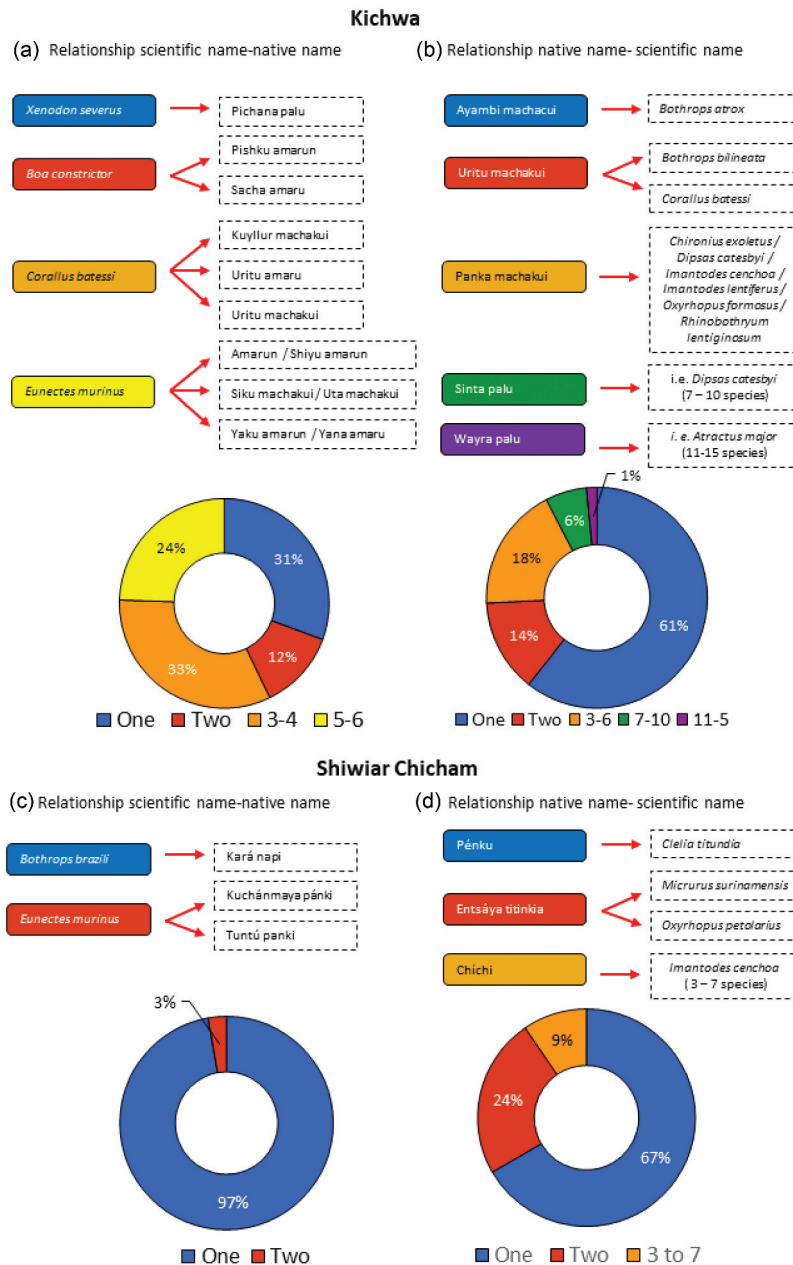 Kichwa
(a) Relationship scientific name-native name
Xenodon severus
Pichana palu
Boa constrictor
Pishku amarun
Sacha amaru
Corallus batessi
Kuyllur machakui
Uritu amaru
Uritu machakui
Eunectes murinus
Amarun / Shiyu amarun
Siku machakui / Uta machakui
Yaku amarun / Yana amaru
24%
31%
33%
12%
One Two 3-4 5-6
(b) Relationship native name- scientific name
Ayambi machacui
Bothrops atrox
Uritu machakui
Bothrops bilineata
Corallus batessi
Panka machakui
Chironius exoletus /
Dipsas catesbyi /
Imantodes cenchoa /
Imantodes lentiferus /
Oxyrhopus formosus /
Rhinobothryum
lentiginosum
Sinta palu
i.e. Dipsas catesbyi
(7 – 10 species)
Wayra palu
i. e. Atractus major
(11-15 species)
1%
6%
18%
14%
61%
One Two 3-6 7-10 11-5
Shiwiar Chicham
(c) Relationship scientific name-native name
Bothrops brazili
Kará napi
Eunectes murinus
Kuchánmaya pánki
Tuntú panki
3%
97%
One Two
(d) Relationship native name- scientific name
Pénku
Clelia titundia
Entsáya titinkia
Micrurus surinamensis
Oxyrhopus petolarius
Chíchi
Imantodes cenchoa
( 3 – 7 species)
9%
24%
67%
One Two 3 to 7